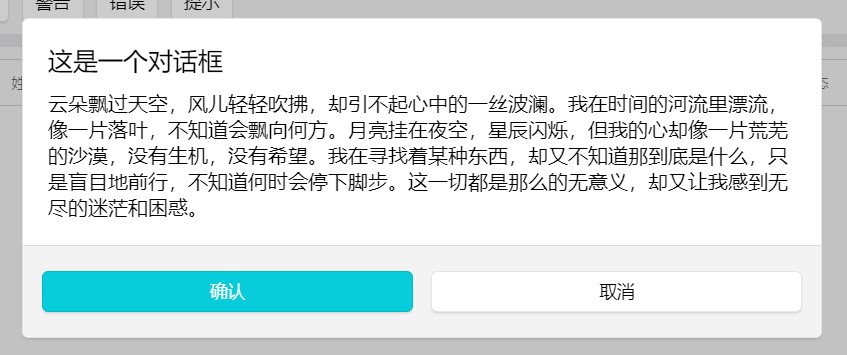 警告 错误 提示
这是一个对话框
云朵飘过天空，风儿轻轻吹拂，却引不起心中的一丝波澜。我在时间的河流里漂流，
像一片落叶，不知道会飘向何方。月亮挂在夜空，星辰闪烁，但我的心却像一片荒芜
的沙漠，没有生机，没有希望。我在寻找着某种东西，却又不知道那到底是什么，只
是盲目地前行，不知道何时会停下脚步。这一切都是那么的无意义，却又让我感到无
尽的迷茫和困惑。
确认 取消